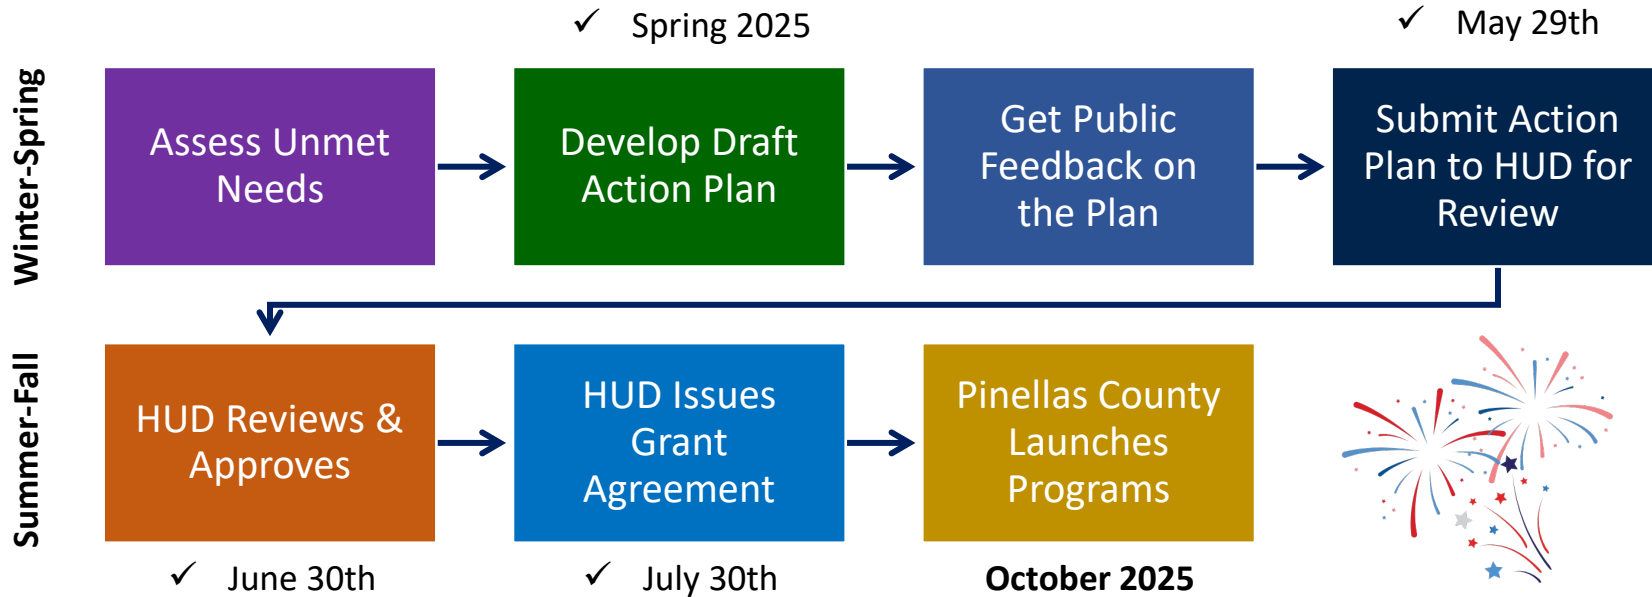 ✓ Spring 2025
✓ May 29th
Winter-Spring
Assess Unmet
Needs
Develop Draft
Action Plan
Get Public
Feedback on
the Plan
Submit Action
Plan to HUD for
Review
Summer-Fall
HUD Reviews &
Approves
HUD Issues
Grant
Agreement
Pinellas County
Launches
Programs
✓ June 30th
✓ July 30th
October 2025